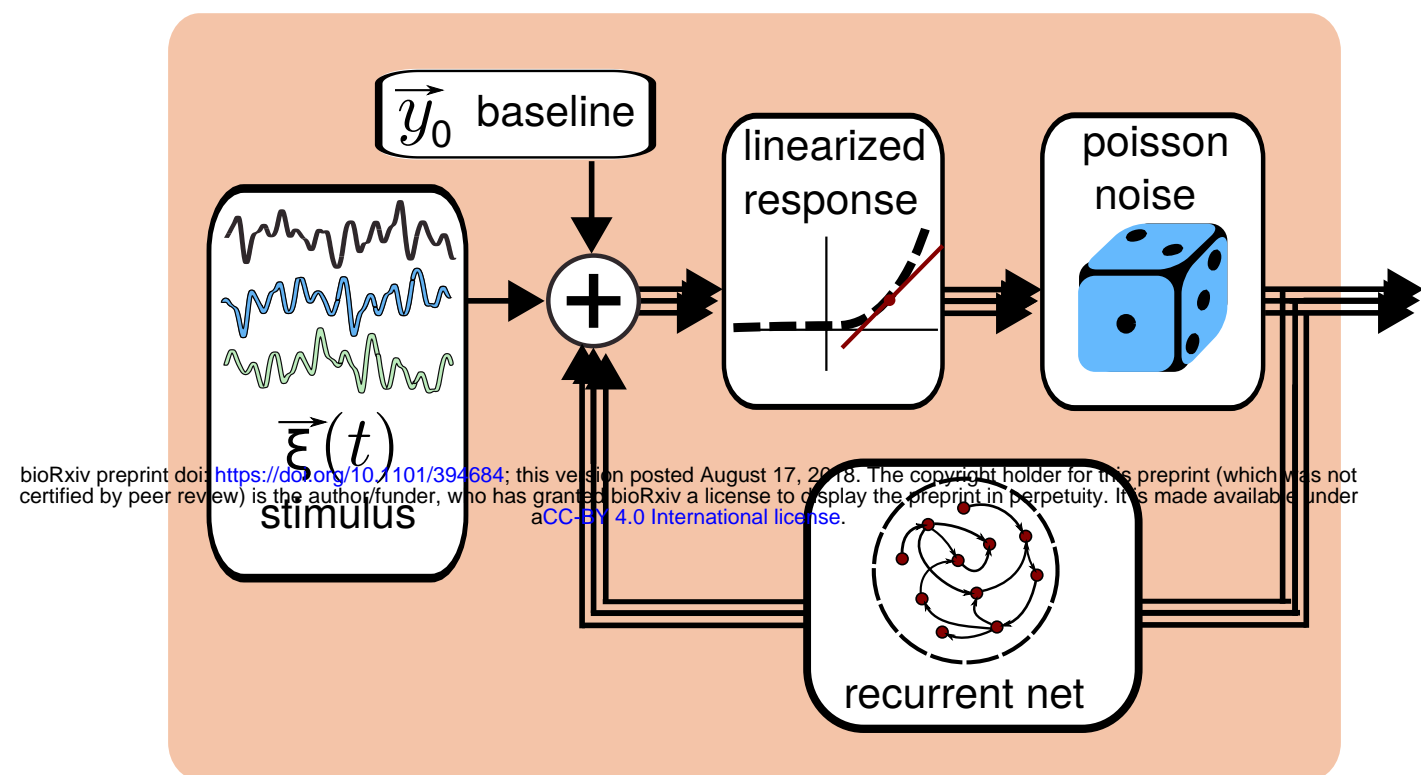 y₀ baseline
linearized
response
poisson
noise
ξ(t)
stimulus
bioRxiv preprint doi: https://doi.org/10.1101/394684; this version posted August 17, 2018. The copyright holder for this preprint (which was not
certified by peer review) is the author/funder, who has granted bioRxiv a license to display the preprint in perpetuity. It is made available under
aCC-BY 4.0 International license.
recurrent net